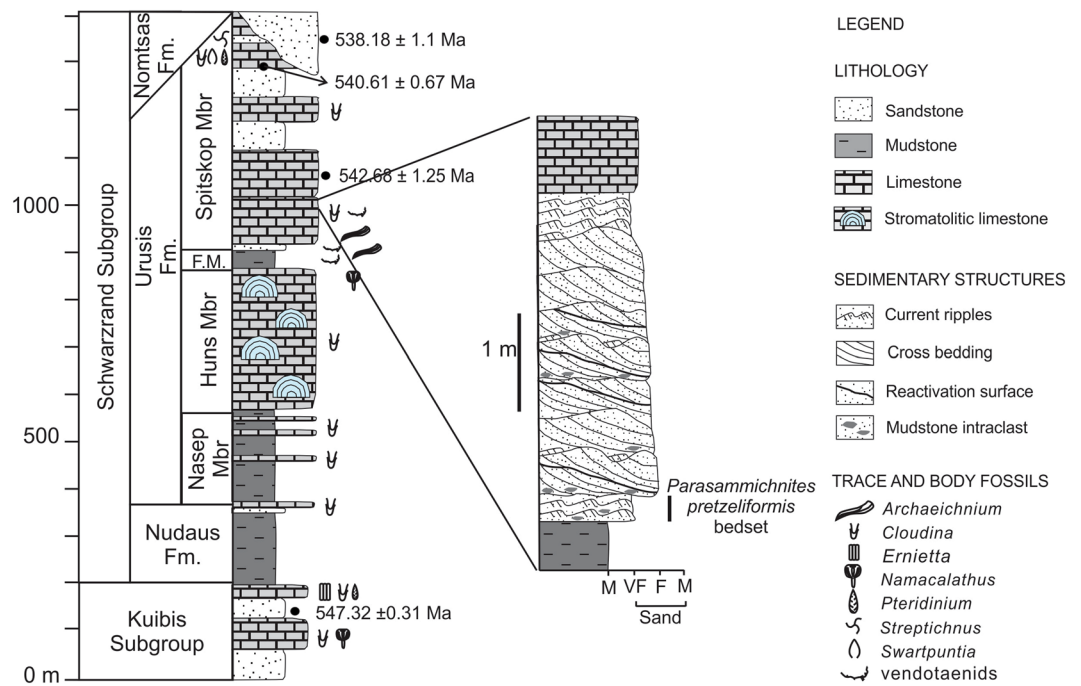 Nomtsas
Fm.
538.18 ± 1.1 Ma
540.61 ± 0.67 Ma
Spitskop Mbr
542.68 ± 1.25 Ma
1000
Schwarzrand Subgroup
Urusis
Fm.
F.M.
Huns Mbr
500
Nasep
Mbr
Nudaus
Fm.
547.32 ±0.31 Ma
Kuibis
Subgroup
0 m
1 m
Parasammichnites
pretzeliformis
bedset
M VF F M
Sand
LEGEND
LITHOLOGY
Sandstone
Mudstone
Limestone
Stromatolitic limestone
SEDIMENTARY STRUCTURES
Current ripples
Cross bedding
Reactivation surface
Mudstone intraclast
TRACE AND BODY FOSSILS
Archaeichnium
Cloudina
Ernietta
Namacalathus
Pteridinium
Streptichnus
Swartpuntia
vendotaenids